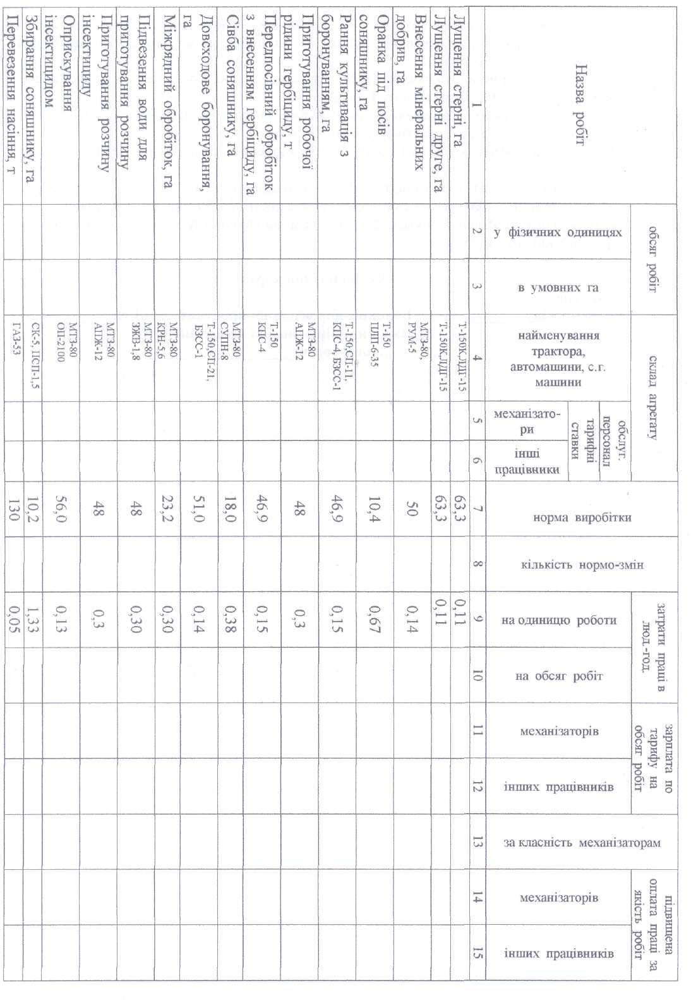 Назва робіт
обсяг робіт
у фізичних одиницях
в умовних га
склад агрегату
найменування
трактора,
автомашини, с.г.
машини
обслуг.
персонал
тарифні
ставки
механізато-
ри
інші
працівники
норма виробітки
кількість нормо-змін
затрати праці в
люд.-год.
на одиницю роботи
на обсяг робіт
зарплата по
тарифу на
обсяг робіт
механізаторів
інших працівників
за класність механізаторам
підвищена
оплата праці за
якість робіт
механізаторів
інших працівників
1 2 3 4 5 6 7 8 9 10 11 12 13 14 15
Лущення стерні, га Т-150К,ЛДГ-15 63,3 0,11
Лущення стерні друге, га Т-150К,ЛДГ-15 63,3 0,11
Внесення мінеральних
добрив, га
МТЗ-80,
РУМ-5
50 0,14
Оранка під посів
соняшнику, га
Т-150
ПЛП-6-35
10,4 0,67
Рання культивація з
боронуванням, га
Т-150,СП-11,
КПС-4, БЗСС-1
46,9 0,15
Приготування робочої
рідини гербіциду, т
МТЗ-80
АПЖ-12
48 0,3
Передпосівний обробіток
з внесенням гербіциду, га
Т-150
КПС-4
46,9 0,15
Сівба соняшнику, га
МТЗ-80
СУПН-8
18,0 0,38
Довсходове боронування,
га
Т-150,СП-21,
БЗСС-1
51,0 0,14
Міжрядний обробіток, га
МТЗ-80
КРН-5,6
23,2 0,30
Підвезення води для
приготування розчину
МТЗ-80
ЗЖВ-1,8
48 0,30
Приготування розчину
інсектициду
МТЗ-80
АПЖ-12
48 0,3
Оприскування
інсектицидом
МТЗ-80
ОП-2100
56,0 0,13
Збирання соняшнику, га СК-5, ПСП-1,5 10,2 1,33
Перевезення насіння, т ГАЗ-53 130 0,05